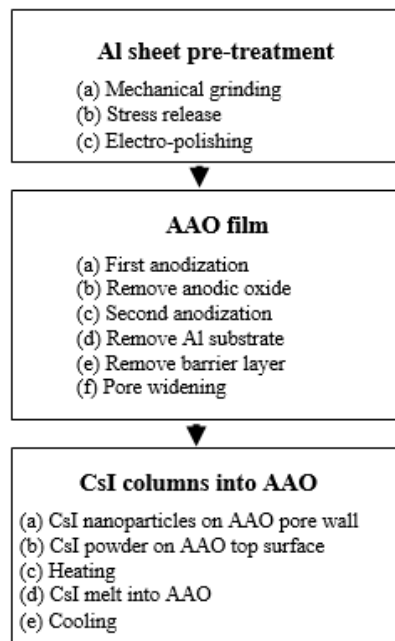 Al sheet pre-treatment
(a) Mechanical grinding
(b) Stress release
(c) Electro-polishing
AAO film
(a) First anodization
(b) Remove anodic oxide
(c) Second anodization
(d) Remove Al substrate
(e) Remove barrier layer
(f) Pore widening
CsI columns into AAO
(a) CsI nanoparticles on AAO pore wall
(b) CsI powder on AAO top surface
(c) Heating
(d) CsI melt into AAO
(e) Cooling